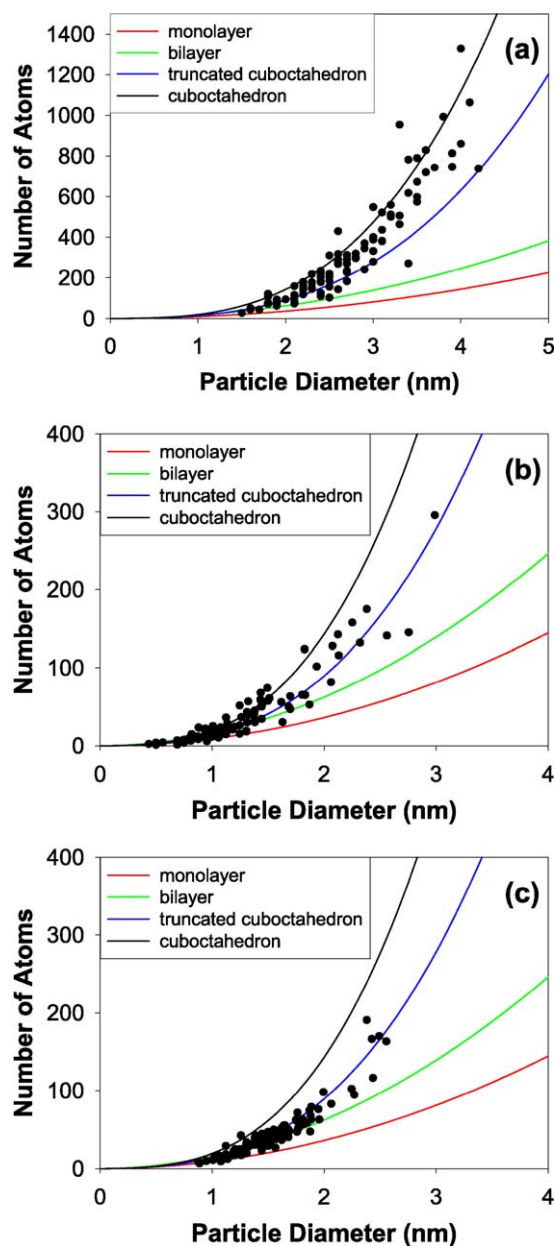 (a)
monolayer
bilayer
truncated cuboctahedron
cuboctahedron
Number of Atoms
1400
1200
1000
800
600
400
200
0
0 1 2 3 4 5
Particle Diameter (nm)
(b)
monolayer
bilayer
truncated cuboctahedron
cuboctahedron
Number of Atoms
400
300
200
100
0
0 1 2 3 4
Particle Diameter (nm)
(c)
monolayer
bilayer
truncated cuboctahedron
cuboctahedron
Number of Atoms
400
300
200
100
0
0 1 2 3 4
Particle Diameter (nm)